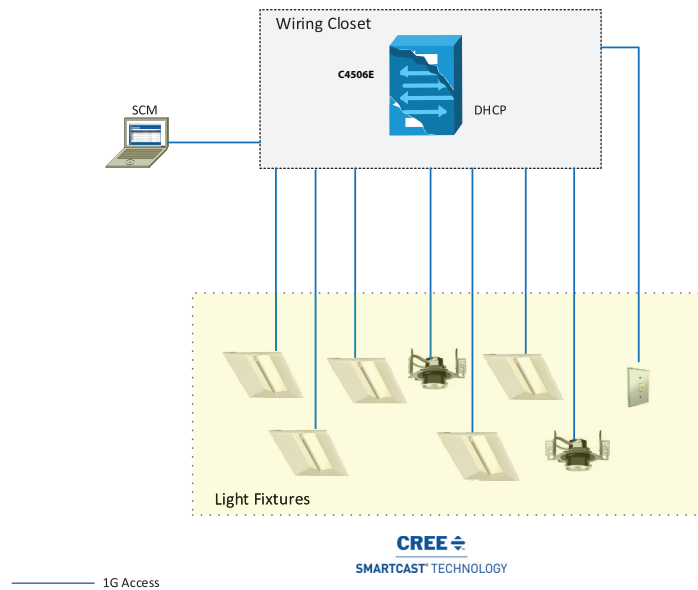 Wiring Closet
C4506E
SCM
DHCP
Light Fixtures
CREE
SMARTCAST® TECHNOLOGY
1G Access